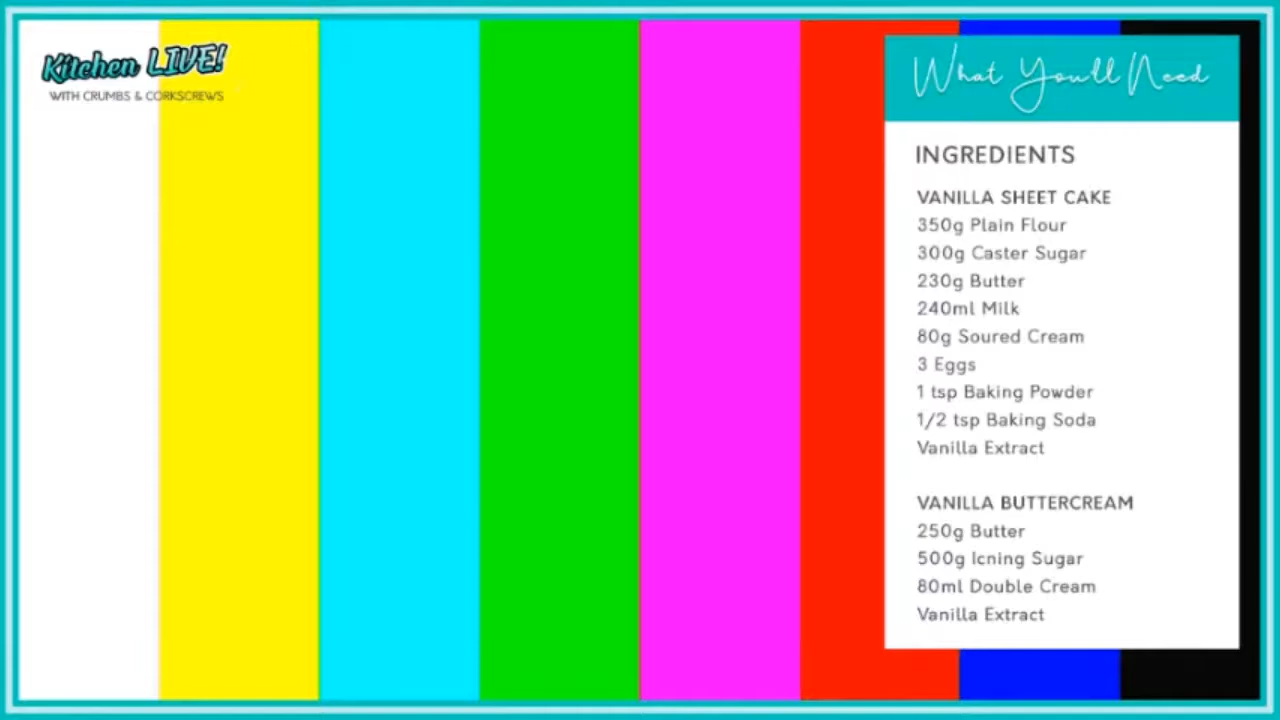 Kitchen LIVE!
WITH CRUMBS & CORKSCREWS
What You'll Need
INGREDIENTS
VANILLA SHEET CAKE
350g Plain Flour
300g Caster Sugar
230g Butter
240ml Milk
80g Soured Cream
3 Eggs
1 tsp Baking Powder
1/2 tsp Baking Soda
Vanilla Extract
VANILLA BUTTERCREAM
250g Butter
500g Icning Sugar
80ml Double Cream
Vanilla Extract